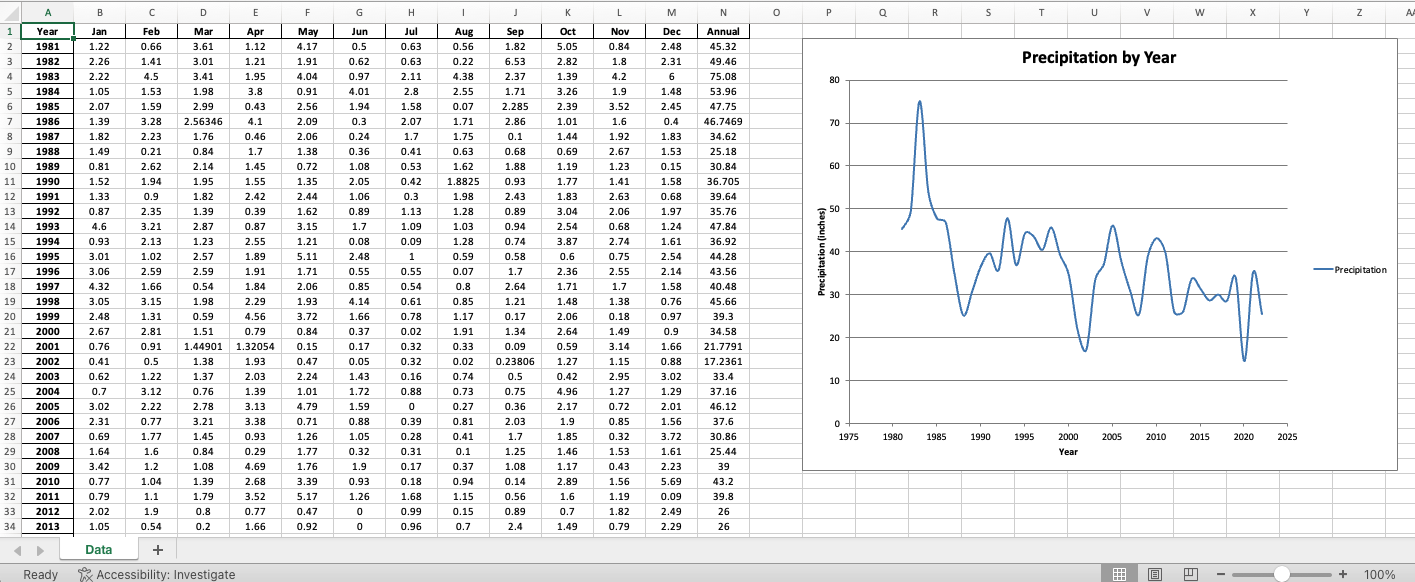 A B C D E F G H I J K L M N O P Q R S T U V W X Y Z
1 Year Jan Feb Mar Apr May Jun Jul Aug Sep Oct Nov Dec Annual
2 1981 1.22 0.66 3.61 1.12 4.17 0.5 0.63 0.56 1.82 5.05 0.84 2.48 45.32
3 1982 2.26 1.41 3.01 1.21 1.91 0.62 0.63 0.22 6.53 2.82 1.8 2.31 49.46
4 1983 2.22 4.5 3.41 1.95 4.04 0.97 2.11 4.38 2.37 1.39 4.2 6 75.08
5 1984 1.05 1.53 1.98 3.8 0.91 4.01 2.8 2.55 1.71 3.26 1.9 1.48 53.96
6 1985 2.07 1.59 2.99 0.43 2.56 1.94 1.58 0.07 2.285 2.39 3.52 2.45 47.75
7 1986 1.39 3.28 2.56346 4.1 2.09 0.3 2.07 1.71 2.86 1.01 1.6 0.4 46.7469
8 1987 1.82 2.23 1.76 0.46 2.06 0.24 1.7 1.75 0.1 1.44 1.92 1.83 34.62
9 1988 1.49 0.21 0.84 1.7 1.38 0.36 0.41 0.63 0.68 0.69 2.67 1.53 25.18
10 1989 0.81 2.62 2.14 1.45 0.72 1.08 0.53 1.62 1.88 1.19 1.23 0.15 30.84
11 1990 1.52 1.94 1.95 1.55 1.35 2.05 0.42 1.8825 0.93 1.77 1.41 1.58 36.705
12 1991 1.33 0.9 1.82 2.42 2.44 1.06 0.3 1.98 2.43 1.83 2.63 0.68 39.64
13 1992 0.87 2.35 1.39 0.39 1.62 0.89 1.13 1.28 0.89 3.04 2.06 1.97 35.76
14 1993 4.6 3.21 2.87 0.87 3.15 1.7 1.09 1.03 0.94 2.54 0.68 1.24 47.84
15 1994 0.93 2.13 1.23 2.55 1.21 0.08 0.09 1.28 0.74 3.87 2.74 1.61 36.92
16 1995 3.01 1.02 2.57 1.89 5.11 2.48 1 0.59 0.58 0.6 0.75 2.54 44.28
17 1996 3.06 2.59 2.59 1.91 1.71 0.55 0.55 0.07 1.7 2.36 2.55 2.14 43.56
18 1997 4.32 1.66 0.54 1.84 2.06 0.85 0.54 0.8 2.64 1.71 1.7 1.58 40.48
19 1998 3.05 3.15 1.98 2.29 1.93 4.14 0.61 0.85 1.21 1.48 1.38 0.76 45.66
20 1999 2.48 1.31 0.59 4.56 3.72 1.66 0.78 1.17 0.17 2.06 0.18 0.97 39.3
21 2000 2.67 2.81 1.51 0.79 0.84 0.37 0.02 1.91 1.34 2.64 1.49 0.9 34.58
22 2001 0.76 0.91 1.44901 1.32054 0.15 0.17 0.32 0.33 0.09 0.59 3.14 1.66 21.7791
23 2002 0.41 0.5 1.38 1.93 0.47 0.05 0.32 0.02 0.23806 1.27 1.15 0.88 17.2361
24 2003 0.62 1.22 1.37 2.03 2.24 1.43 0.16 0.74 0.5 0.42 2.95 3.02 33.4
25 2004 0.7 3.12 0.76 1.39 1.01 1.72 0.88 0.73 0.75 4.96 1.27 1.29 37.16
26 2005 3.02 2.22 2.78 3.13 4.79 1.59 0 0.27 0.36 2.17 0.72 2.01 46.12
27 2006 2.31 0.77 3.21 3.38 0.71 0.88 0.39 0.81 2.03 1.9 0.85 1.56 37.6
28 2007 0.69 1.77 1.45 0.93 1.26 1.05 0.28 0.41 1.7 1.85 0.32 3.72 30.86
29 2008 1.64 1.6 0.84 0.29 1.77 0.32 0.31 0.1 1.25 1.46 1.53 1.61 25.44
30 2009 3.42 1.2 1.08 4.69 1.76 1.9 0.17 0.37 1.08 1.17 0.43 2.23 39
31 2010 0.77 1.04 1.39 2.68 3.39 0.93 0.18 0.94 0.14 2.89 1.56 5.69 43.2
32 2011 0.79 1.1 1.79 3.52 5.17 1.26 1.68 1.15 0.56 1.6 1.19 0.09 39.8
33 2012 2.02 1.9 0.8 0.77 0.47 0 0.99 0.15 0.89 0.7 1.82 2.49 26
34 2013 1.05 0.54 0.2 1.66 0.92 0 0.96 0.7 2.4 1.49 0.79 2.29 26
Precipitation by Year
80
70
60
50
40
30
20
10
0
Precipitation (inches)
1975 1980 1985 1990 1995 2000 2005 2010 2015 2020 2025
Year
Precipitation
Data +
Ready Accessibility: Investigate − + 100%